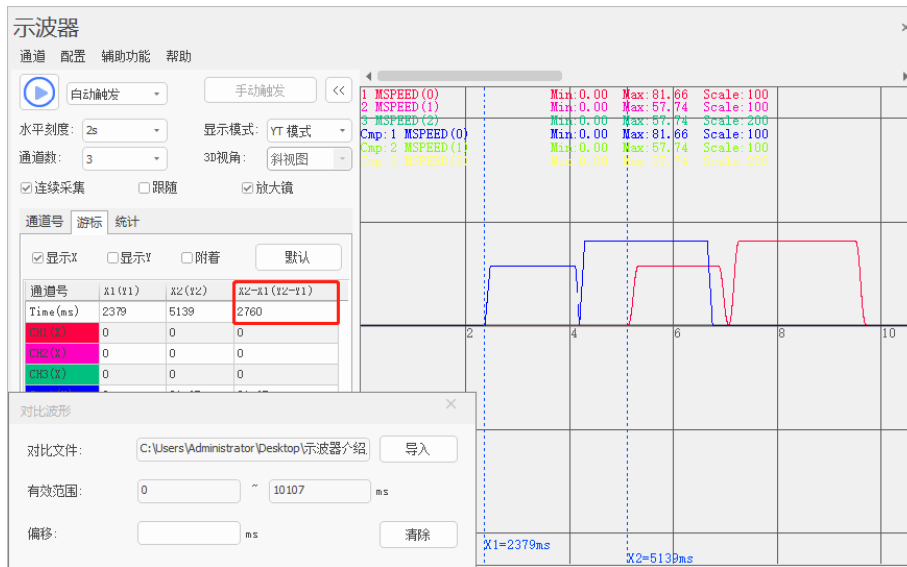 示波器
通道 配置 辅助功能 帮助
自动触发 手动触发 <<
水平刻度: 2s 显示模式: YT 模式
通道数: 3 3D视角: 斜视图
连续采集 跟随 放大镜
通道号 游标 统计
显示X 显示Y 附着 默认
通道号 X1(Y1) X2(Y2) X2-X1(Y2-Y1)
Time(ms) 2379 5139 2760
CH1(X) 0 0 0
CH2(X) 0 0 0
CH3(X) 0 0 0
1 MSPEED(0) Min:0.00 Max:81.66 Scale:100
2 MSPEED(1) Min:0.00 Max:57.74 Scale:100
3 MSPEED(2) Min:0.00 Max:57.74 Scale:200
Cmp:1 MSPEED(0) Min:0.00 Max:81.66 Scale:100
Cmp:2 MSPEED(1) Min:0.00 Max:57.74 Scale:100
2 4 6 8 10
X1=2379ms
X2=5139ms
对比波形
对比文件: C:\Users\Administrator\Desktop\示波器介绍 导入
有效范围: 0 ~ 10107 ms
偏移: ms 清除